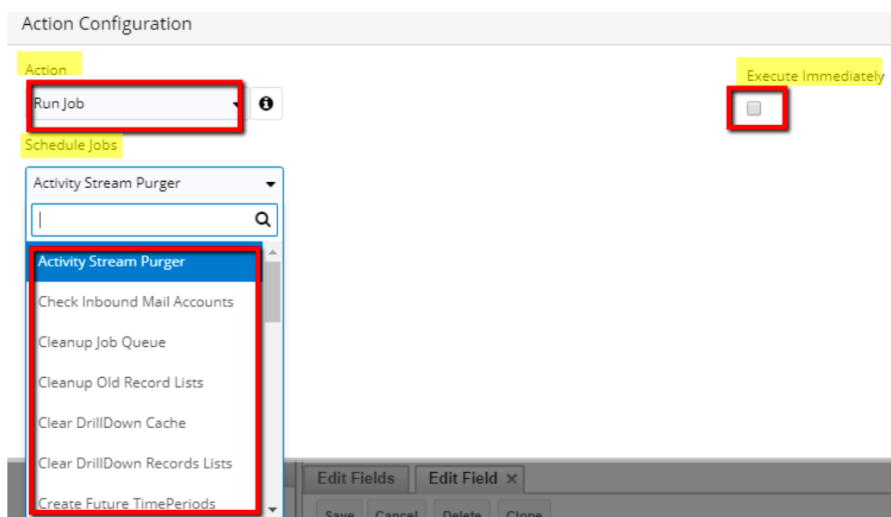 Action Configuration
Action
Execute Immediately
Run Job
Schedule Jobs
Activity Stream Purger
Activity Stream Purger
Check Inbound Mail Accounts
Cleanup Job Queue
Cleanup Old Record Lists
Clear DrillDown Cache
Clear DrillDown Records Lists
Create Future TimePeriods
Edit Fields
Edit Field ×
Save Cancel Delete Clone